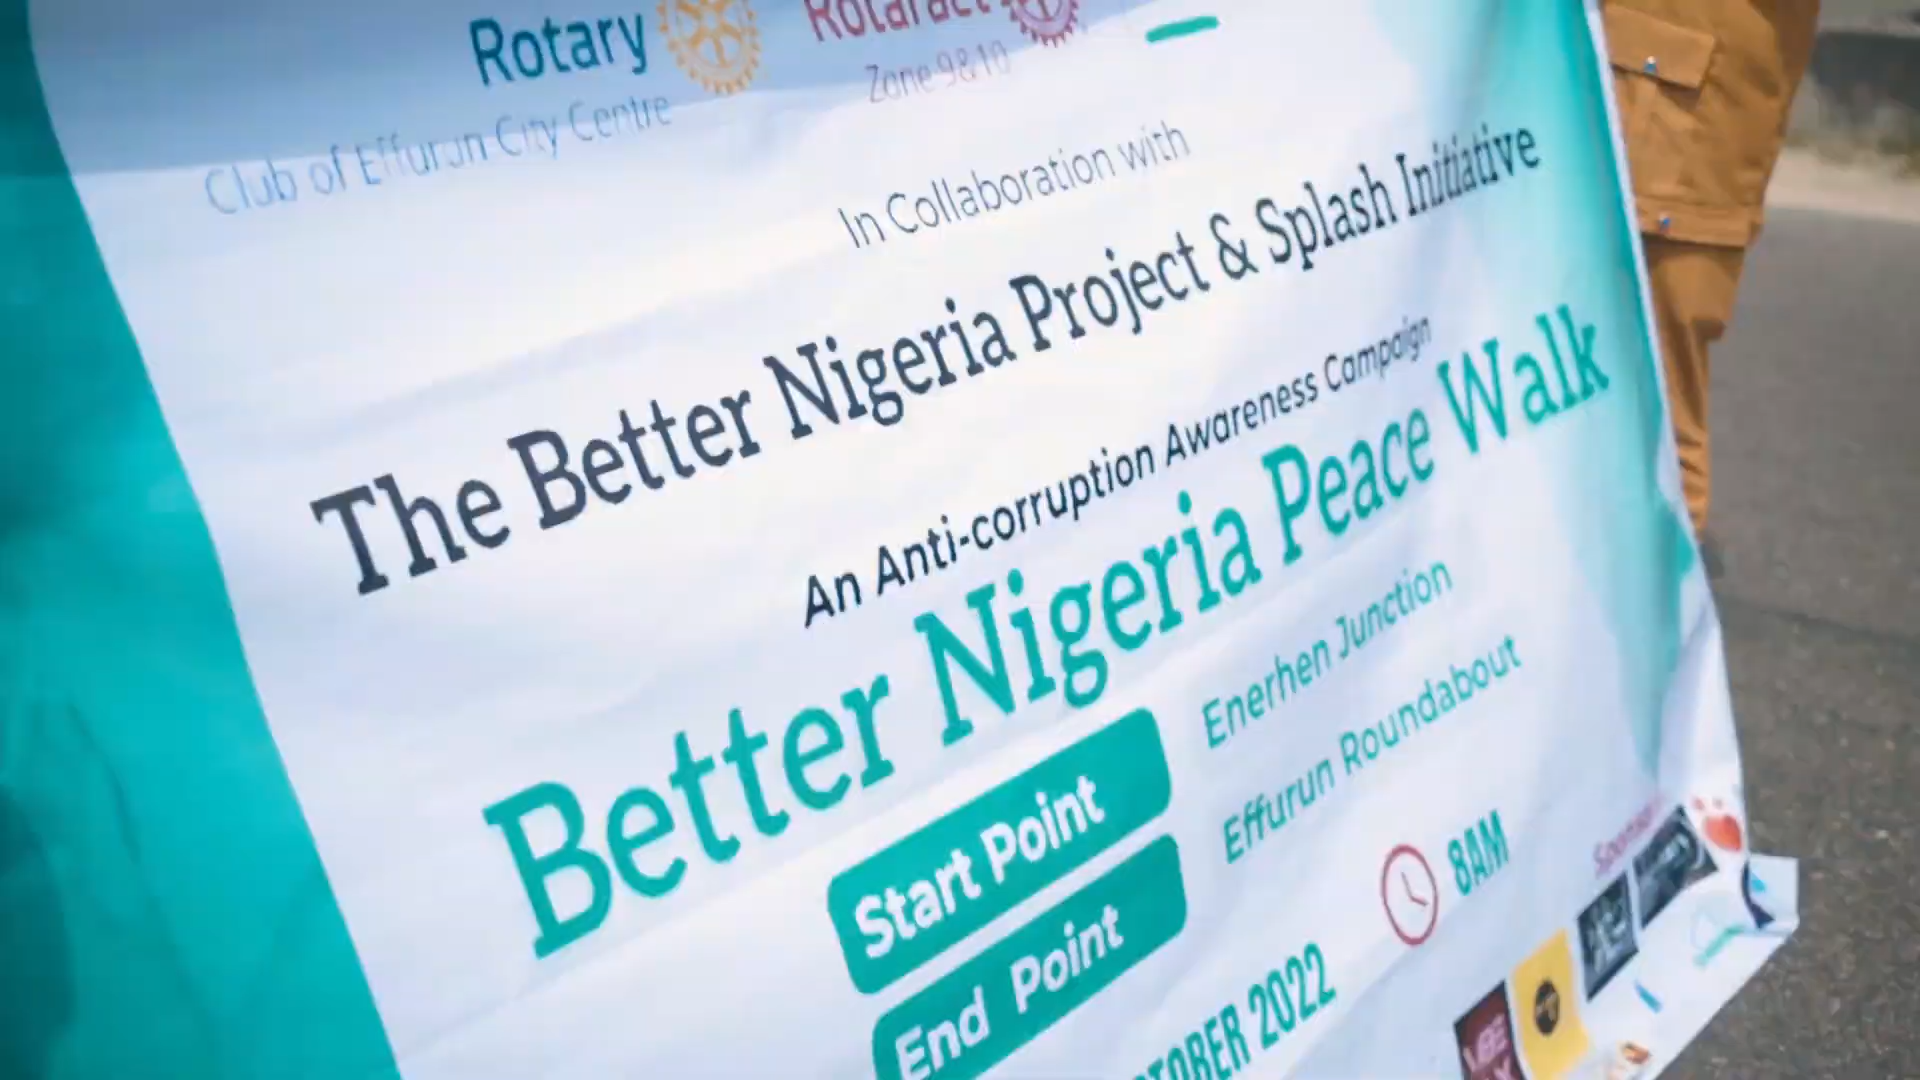 Rotary
Club of Effurun City Centre
Rotaract
Zone 9&10
In Collaboration with
The Better Nigeria Project & Splash Initiative
An Anti-corruption Awareness Campaign
Better Nigeria Peace Walk
Start Point
Enerhen Junction
End Point
Effurun Roundabout
TOBER 2022
8AM
VIBE